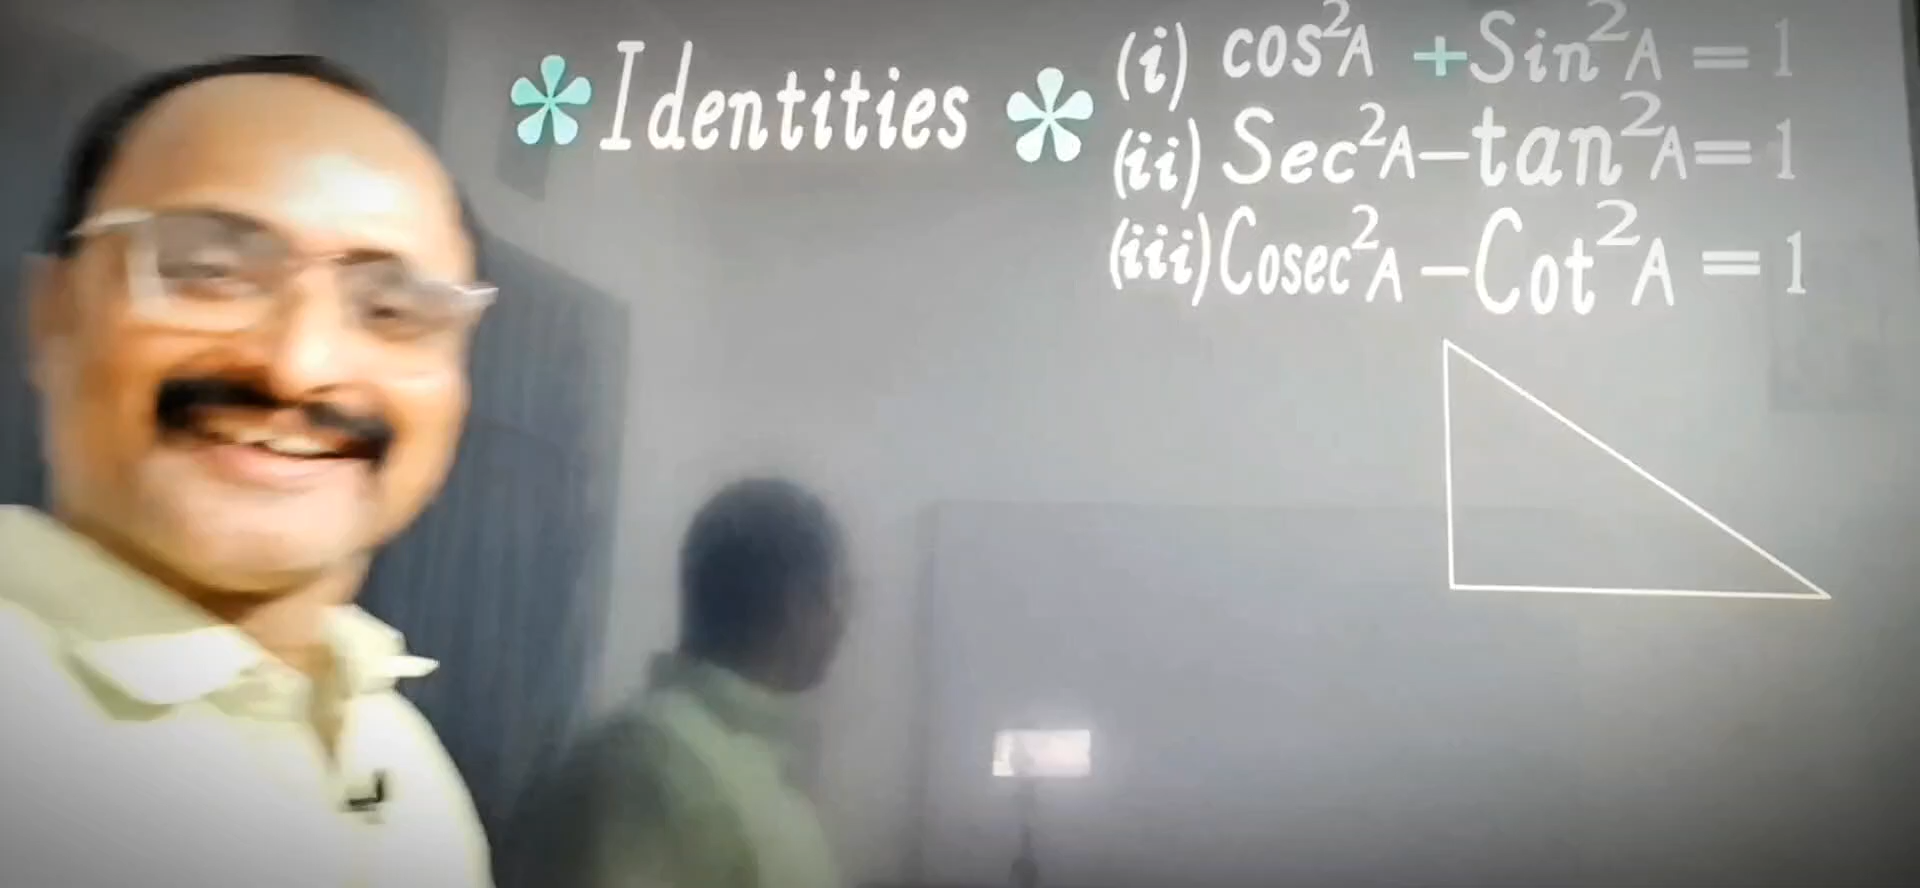 *Identities*
(i) cos²A + Sin²A = 1
(ii) Sec²A – tan²A = 1
(iii) Cosec²A – Cot²A = 1